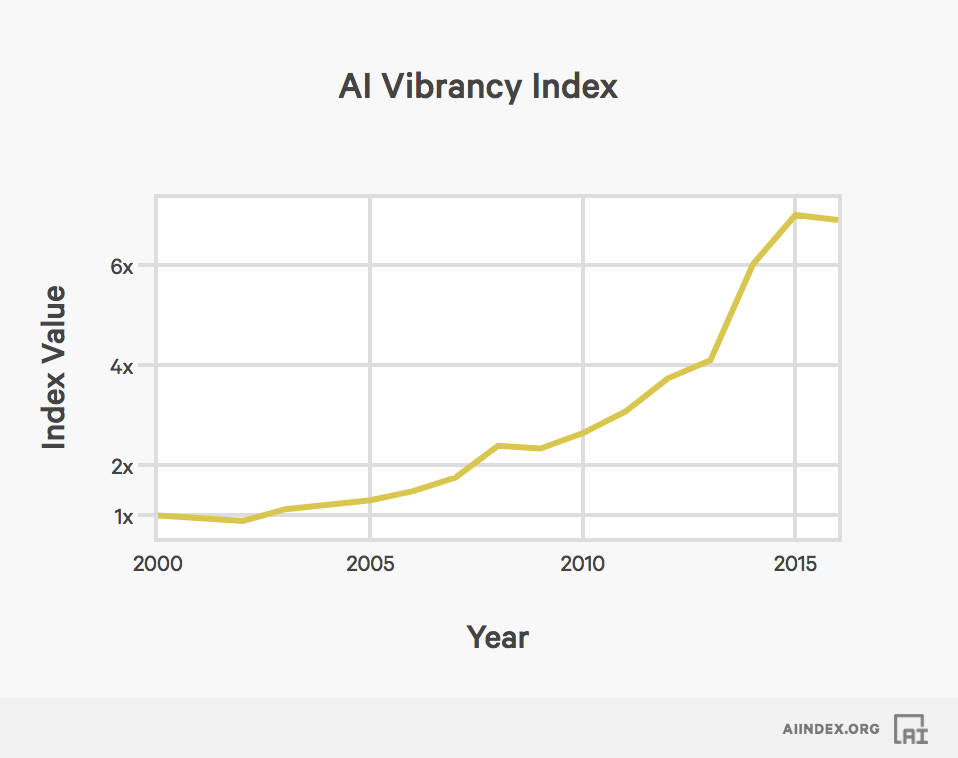 AI Vibrancy Index
Index Value
6x
4x
2x
1x
2000 2005 2010 2015
Year
AIINDEX.ORG AI